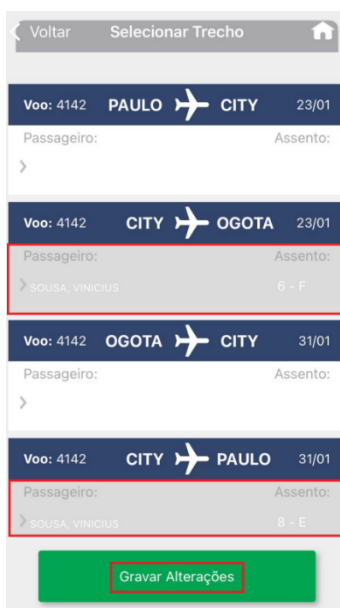 Voltar Selecionar Trecho
Voo: 4142 PAULO CITY 23/01
Passageiro: Assento:
Voo: 4142 CITY OGOTA 23/01
Passageiro: Assento:
SOUSA, VINICIUS 6 - F
Voo: 4142 OGOTA CITY 31/01
Passageiro: Assento:
Voo: 4142 CITY PAULO 31/01
Passageiro: Assento:
SOUSA, VINICIUS 8 - E
Gravar Alterações